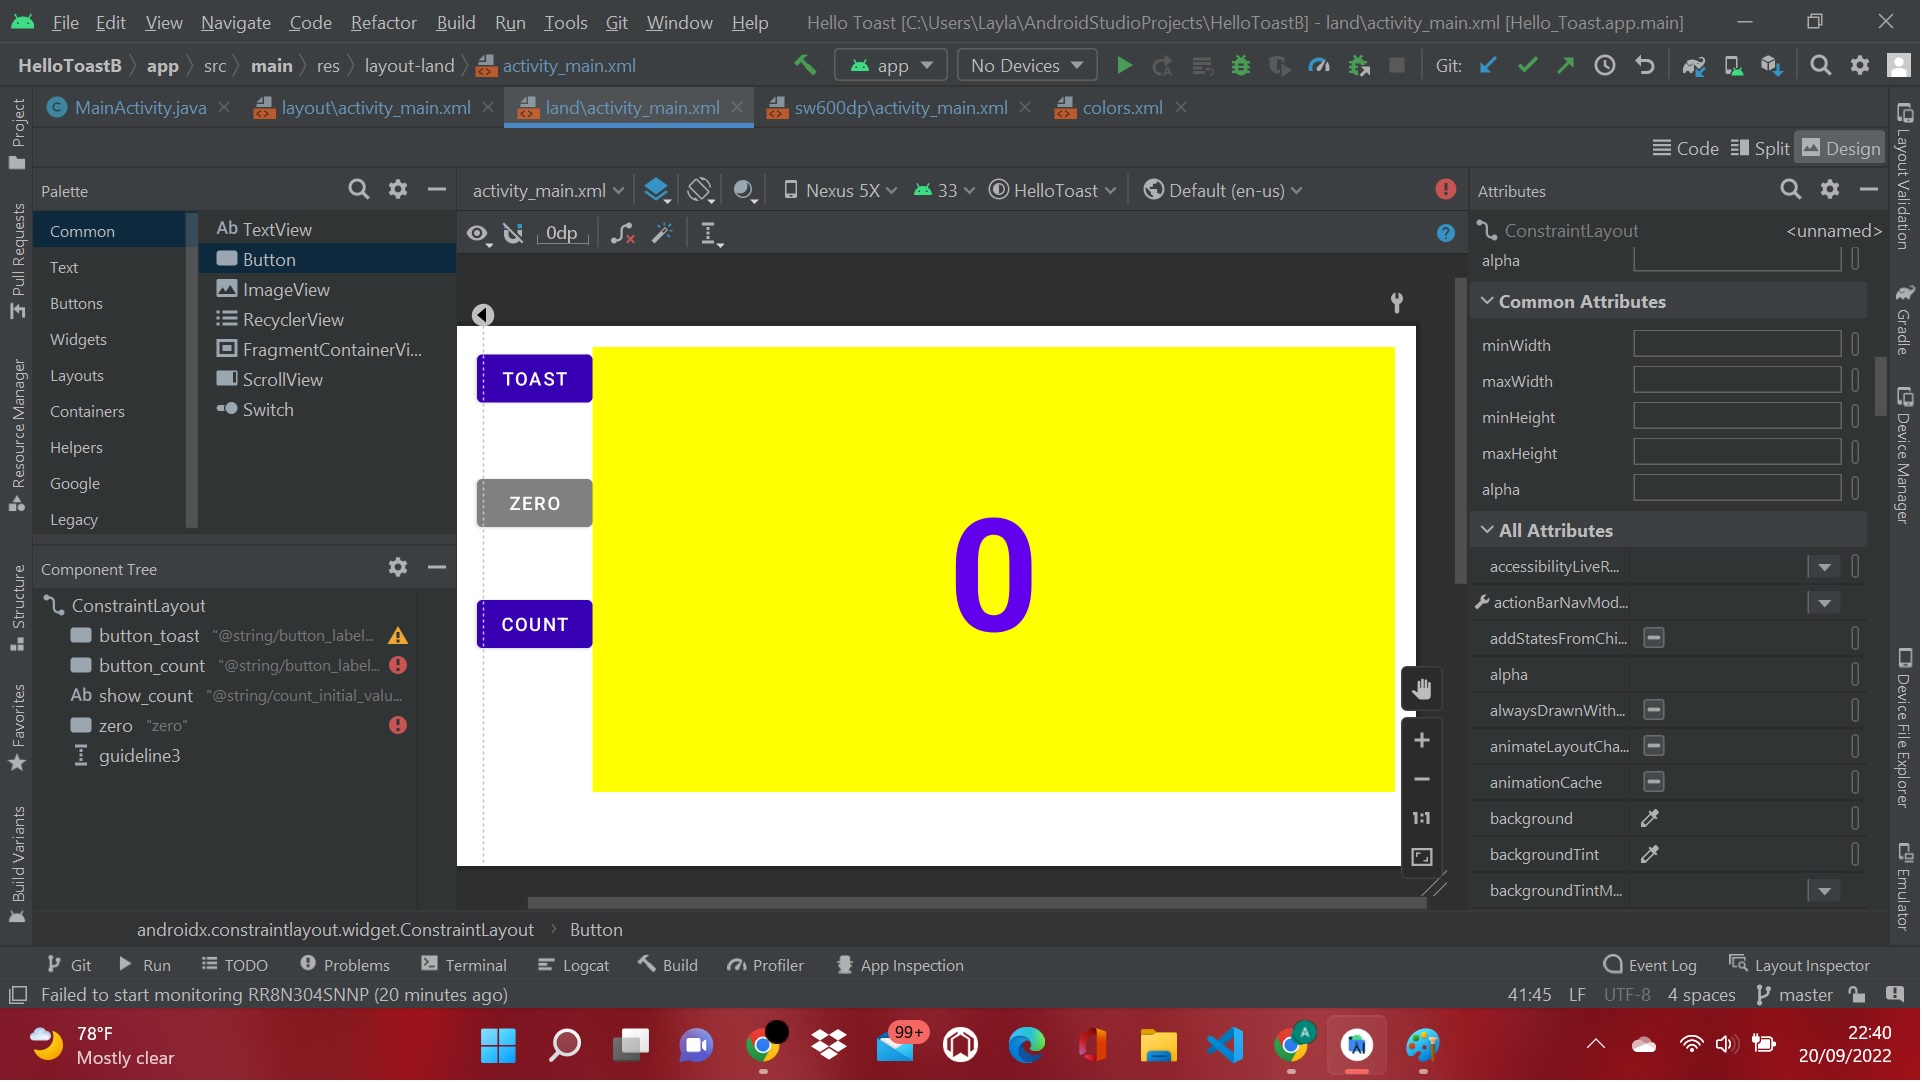 File Edit View Navigate Code Refactor Build Run Tools Git Window Help Hello Toast [C:\Users\Layla\AndroidStudioProjects\HelloToastB] - land\activity_main.xml [Hello_Toast.app.main]
HelloToastB app src main res layout-land activity_main.xml app No Devices Git:
MainActivity.java layout\activity_main.xml land\activity_main.xml sw600dp\activity_main.xml colors.xml
Code Split Design
Palette
Common
Text
Buttons
Widgets
Layouts
Containers
Helpers
Google
Legacy
Ab TextView
Button
ImageView
RecyclerView
FragmentContainerVi...
ScrollView
Switch
activity_main.xml Nexus 5X 33 HelloToast Default (en-us)
0dp
TOAST
ZERO
COUNT
0
1:1
Component Tree
ConstraintLayout
button_toast "@string/button_label...
button_count "@string/button_label...
Ab show_count "@string/count_initial_valu...
zero "zero"
guideline3
Attributes
ConstraintLayout <unnamed>
alpha
Common Attributes
minWidth
maxWidth
minHeight
maxHeight
alpha
All Attributes
accessibilityLiveR...
actionBarNavMod...
addStatesFromChi...
alpha
alwaysDrawnWith...
animateLayoutCha...
animationCache
background
backgroundTint
backgroundTintM...
Project
Pull Requests
Resource Manager
Structure
Favorites
Build Variants
Layout Validation
Gradle
Device Manager
Device File Explorer
Emulator
androidx.constraintlayout.widget.ConstraintLayout Button
Git Run TODO Problems Terminal Logcat Build Profiler App Inspection Event Log Layout Inspector
Failed to start monitoring RR8N304SNNP (20 minutes ago) 41:45 LF UTF-8 4 spaces master
78°F
Mostly clear
99+
A
AI
22:40
20/09/2022